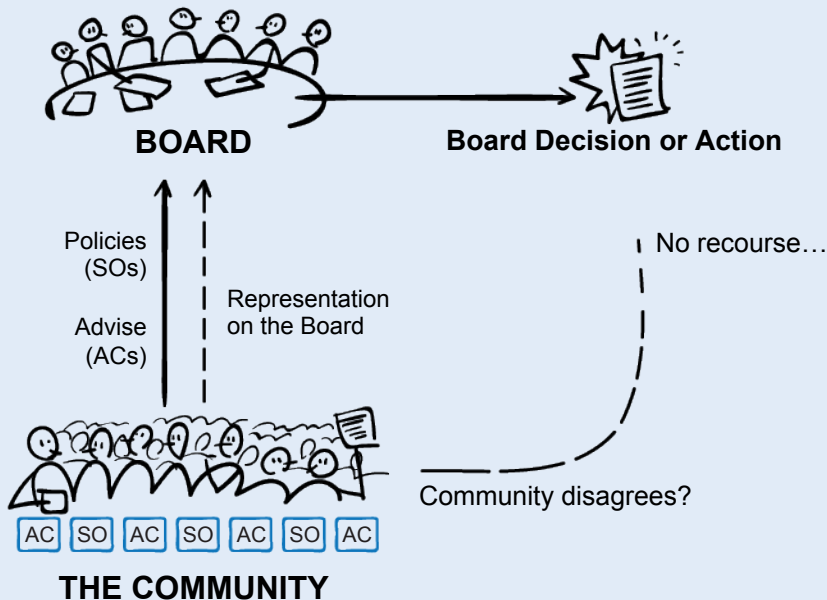 BOARD
Board Decision or Action
Policies
(SOs)
Advise
(ACs)
Representation
on the Board
No recourse…
Community disagrees?
AC SO AC SO AC SO AC
THE COMMUNITY